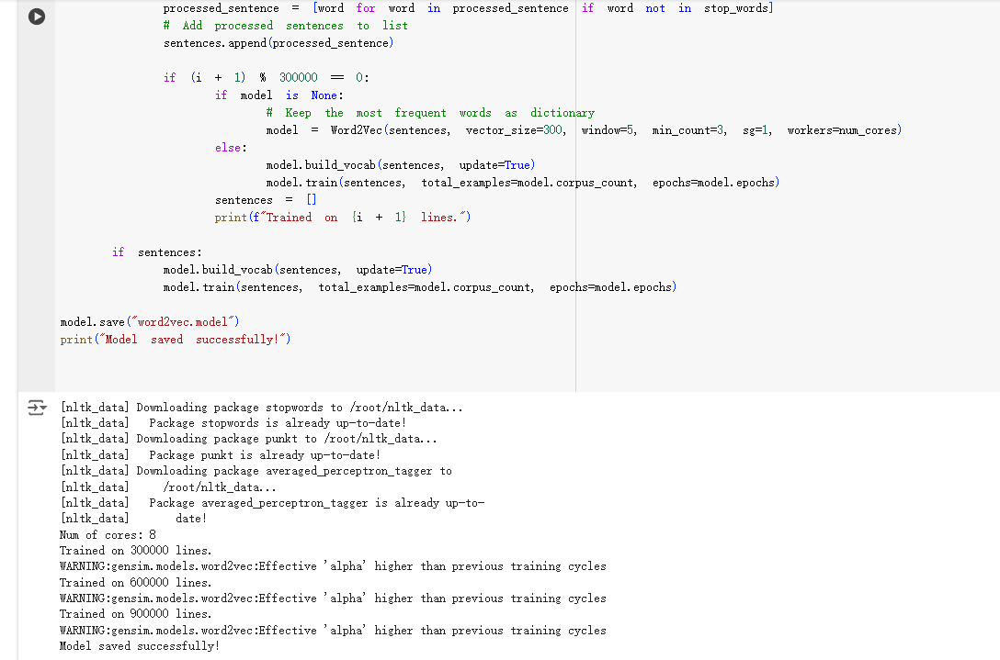 processed_sentence = [word for word in processed_sentence if word not in stop_words]
# Add processed sentences to list
sentences.append(processed_sentence)
if (i + 1) % 300000 == 0:
if model is None:
# Keep the most frequent words as dictionary
model = Word2Vec(sentences, vector_size=300, window=5, min_count=3, sg=1, workers=num_cores)
else:
model.build_vocab(sentences, update=True)
model.train(sentences, total_examples=model.corpus_count, epochs=model.epochs)
sentences = []
print(f"Trained on {i + 1} lines.")
if sentences:
model.build_vocab(sentences, update=True)
model.train(sentences, total_examples=model.corpus_count, epochs=model.epochs)
model.save("word2vec.model")
print("Model saved successfully!")
[nltk_data] Downloading package stopwords to /root/nltk_data...
[nltk_data]   Package stopwords is already up-to-date!
[nltk_data] Downloading package punkt to /root/nltk_data...
[nltk_data]   Package punkt is already up-to-date!
[nltk_data] Downloading package averaged_perceptron_tagger to
[nltk_data]     /root/nltk_data...
[nltk_data]   Package averaged_perceptron_tagger is already up-to-
[nltk_data]       date!
Num of cores: 8
Trained on 300000 lines.
WARNING:gensim.models.word2vec:Effective 'alpha' higher than previous training cycles
Trained on 600000 lines.
WARNING:gensim.models.word2vec:Effective 'alpha' higher than previous training cycles
Trained on 900000 lines.
WARNING:gensim.models.word2vec:Effective 'alpha' higher than previous training cycles
Model saved successfully!